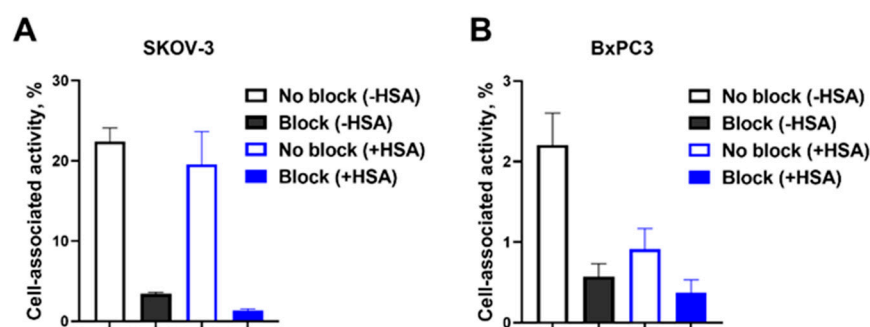 A
SKOV-3
Cell-associated activity, %
30
20
10
0
No block (-HSA)
Block (-HSA)
No block (+HSA)
Block (+HSA)
B
BxPC3
Cell-associated activity, %
3
2
1
0
No block (-HSA)
Block (-HSA)
No block (+HSA)
Block (+HSA)